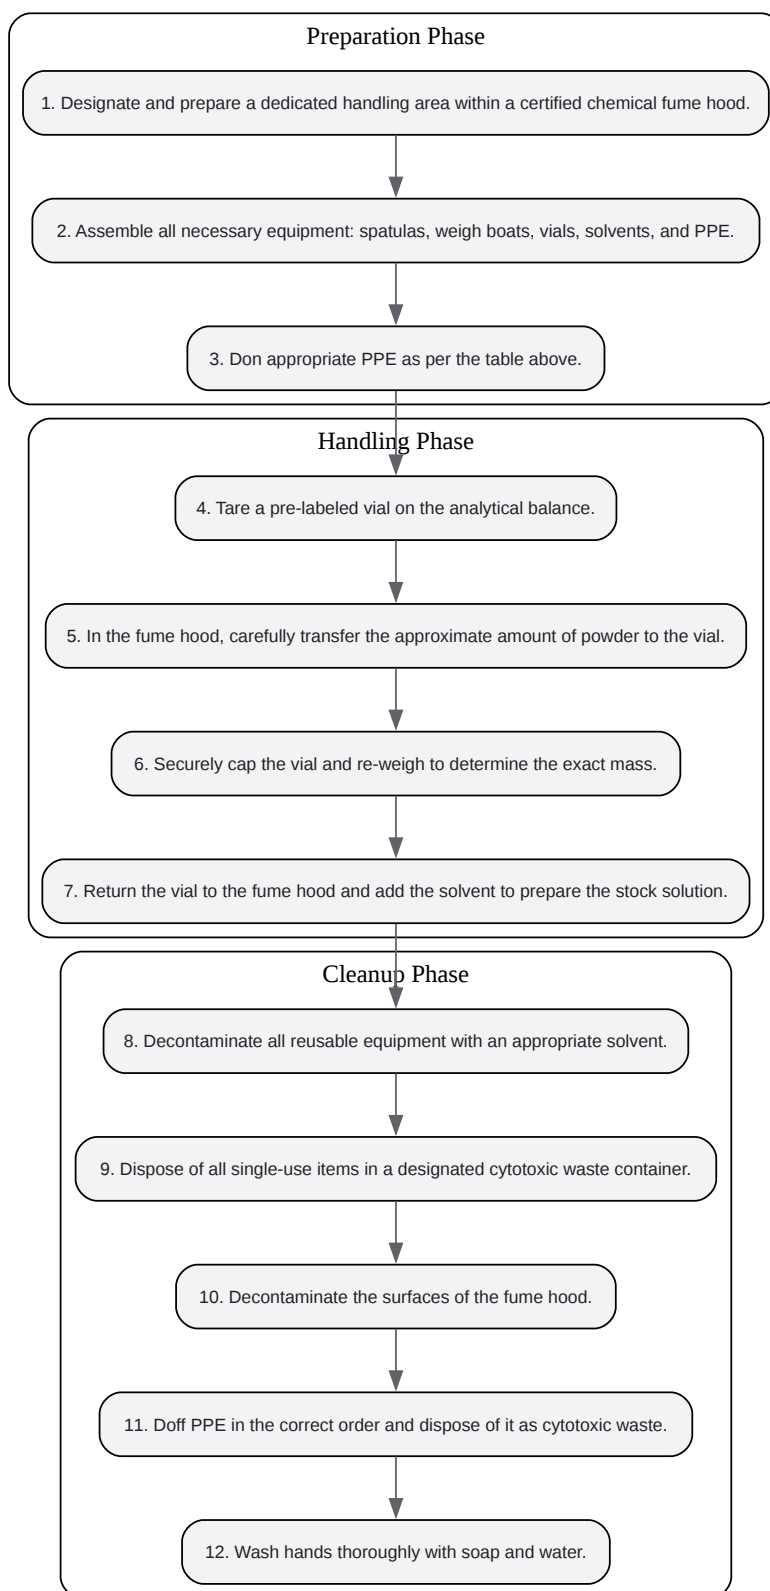 Preparation Phase
1. Designate and prepare a dedicated handling area within a certified chemical fume hood.
2. Assemble all necessary equipment: spatulas, weigh boats, vials, solvents, and PPE.
3. Don appropriate PPE as per the table above.
Handling Phase
4. Tare a pre-labeled vial on the analytical balance.
5. In the fume hood, carefully transfer the approximate amount of powder to the vial.
6. Securely cap the vial and re-weigh to determine the exact mass.
7. Return the vial to the fume hood and add the solvent to prepare the stock solution.
Cleanup Phase
8. Decontaminate all reusable equipment with an appropriate solvent.
9. Dispose of all single-use items in a designated cytotoxic waste container.
10. Decontaminate the surfaces of the fume hood.
11. Doff PPE in the correct order and dispose of it as cytotoxic waste.
12. Wash hands thoroughly with soap and water.